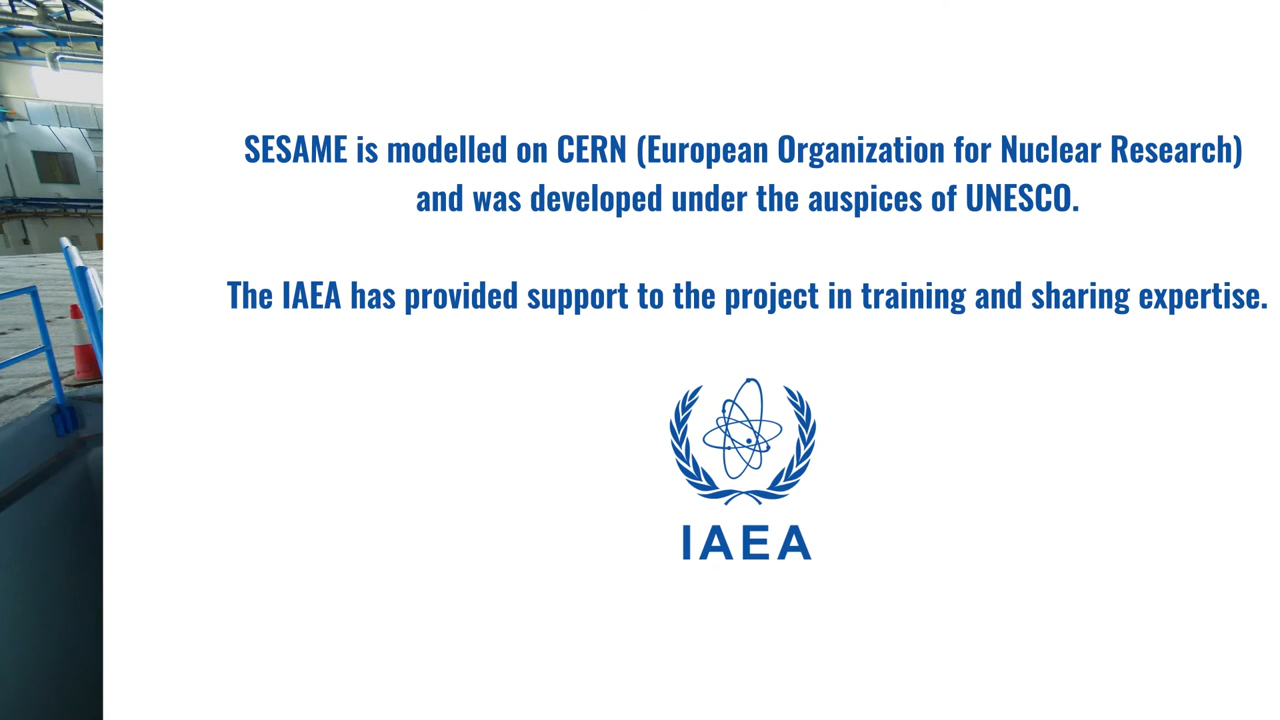 SESAME is modelled on CERN (European Organization for Nuclear Research)
and was developed under the auspices of UNESCO.
The IAEA has provided support to the project in training and sharing expertise.
IAEA